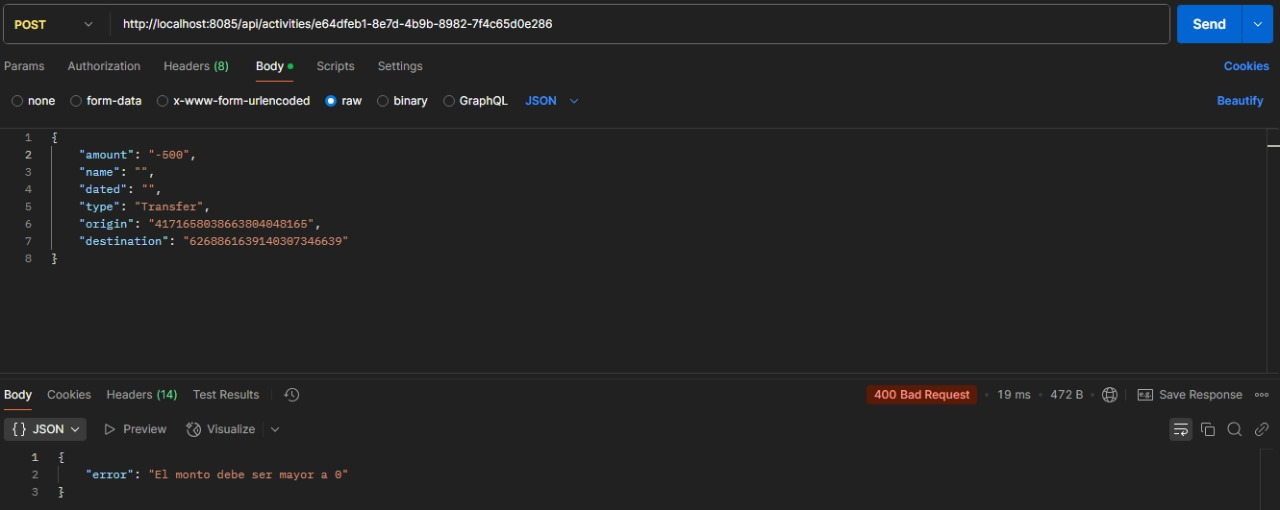 POST http://localhost:8085/api/activities/e64dfeb1-8e7d-4b9b-8982-7f4c65d0e286 Send
Params Authorization Headers (8) Body Scripts Settings Cookies
none form-data x-www-form-urlencoded raw binary GraphQL JSON Beautify
1 {
2 "amount": "-500",
3 "name": "",
4 "dated": "",
5 "type": "Transfer",
6 "origin": "4171658038663804048165",
7 "destination": "6268861639140307346639"
8 }
Body Cookies Headers (14) Test Results 400 Bad Request 19 ms 472 B e.g. Save Response
{} JSON Preview Visualize
1 {
2 "error": "El monto debe ser mayor a 0"
3 }